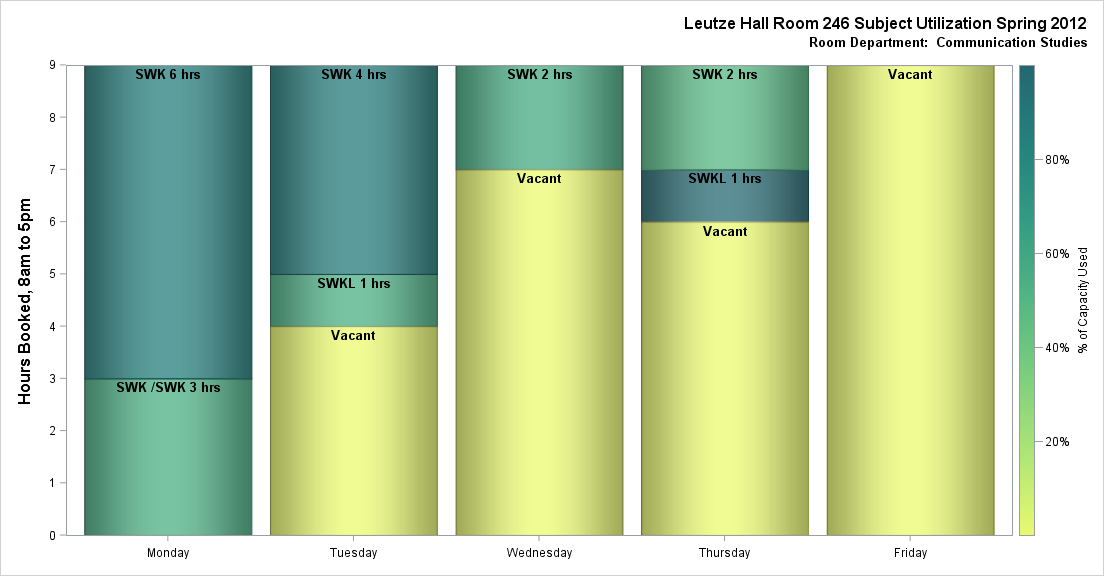 Leutze Hall Room 246 Subject Utilization Spring 2012
Room Department:  Communication Studies
Hours Booked, 8am to 5pm
9
8
7
6
5
4
3
2
1
0
SWK 6 hrs
SWK /SWK 3 hrs
SWK 4 hrs
SWKL 1 hrs
Vacant
SWK 2 hrs
Vacant
SWK 2 hrs
SWKL 1 hrs
Vacant
Vacant
Monday
Tuesday
Wednesday
Thursday
Friday
80%
60%
40%
20%
% of Capacity Used